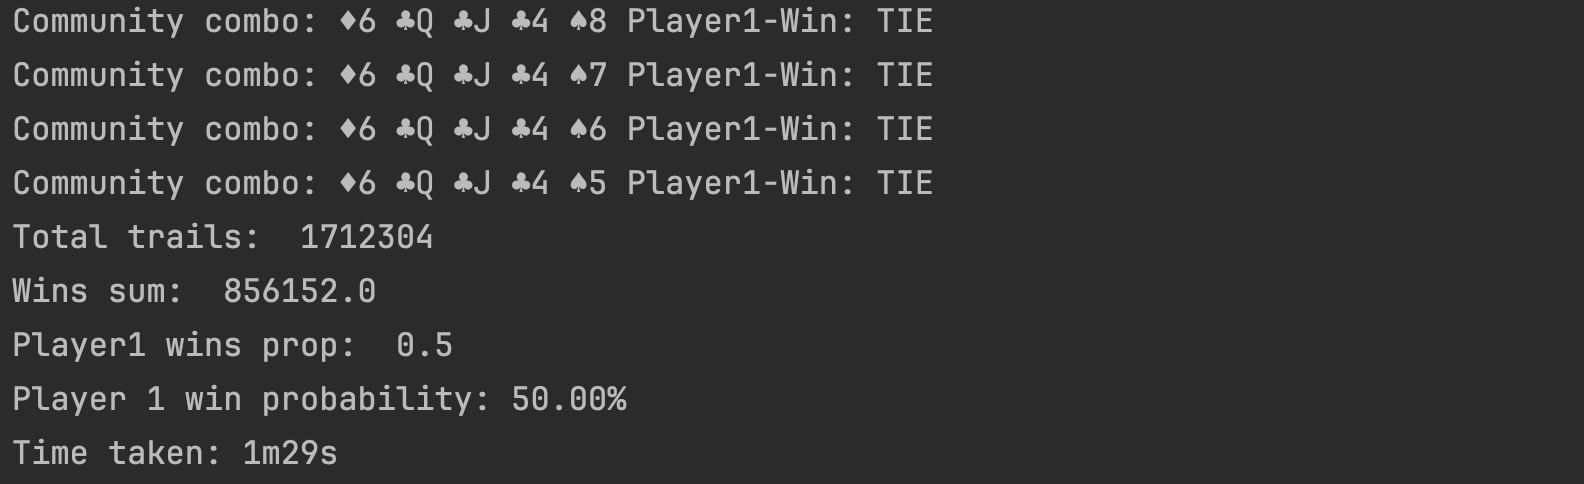 Community combo: ♦6 ♣Q ♣J ♣4 ♠8 Player1-Win: TIE
Community combo: ♦6 ♣Q ♣J ♣4 ♠7 Player1-Win: TIE
Community combo: ♦6 ♣Q ♣J ♣4 ♠6 Player1-Win: TIE
Community combo: ♦6 ♣Q ♣J ♣4 ♠5 Player1-Win: TIE
Total trails:  1712304
Wins sum:  856152.0
Player1 wins prop:  0.5
Player 1 win probability: 50.00%
Time taken: 1m29s